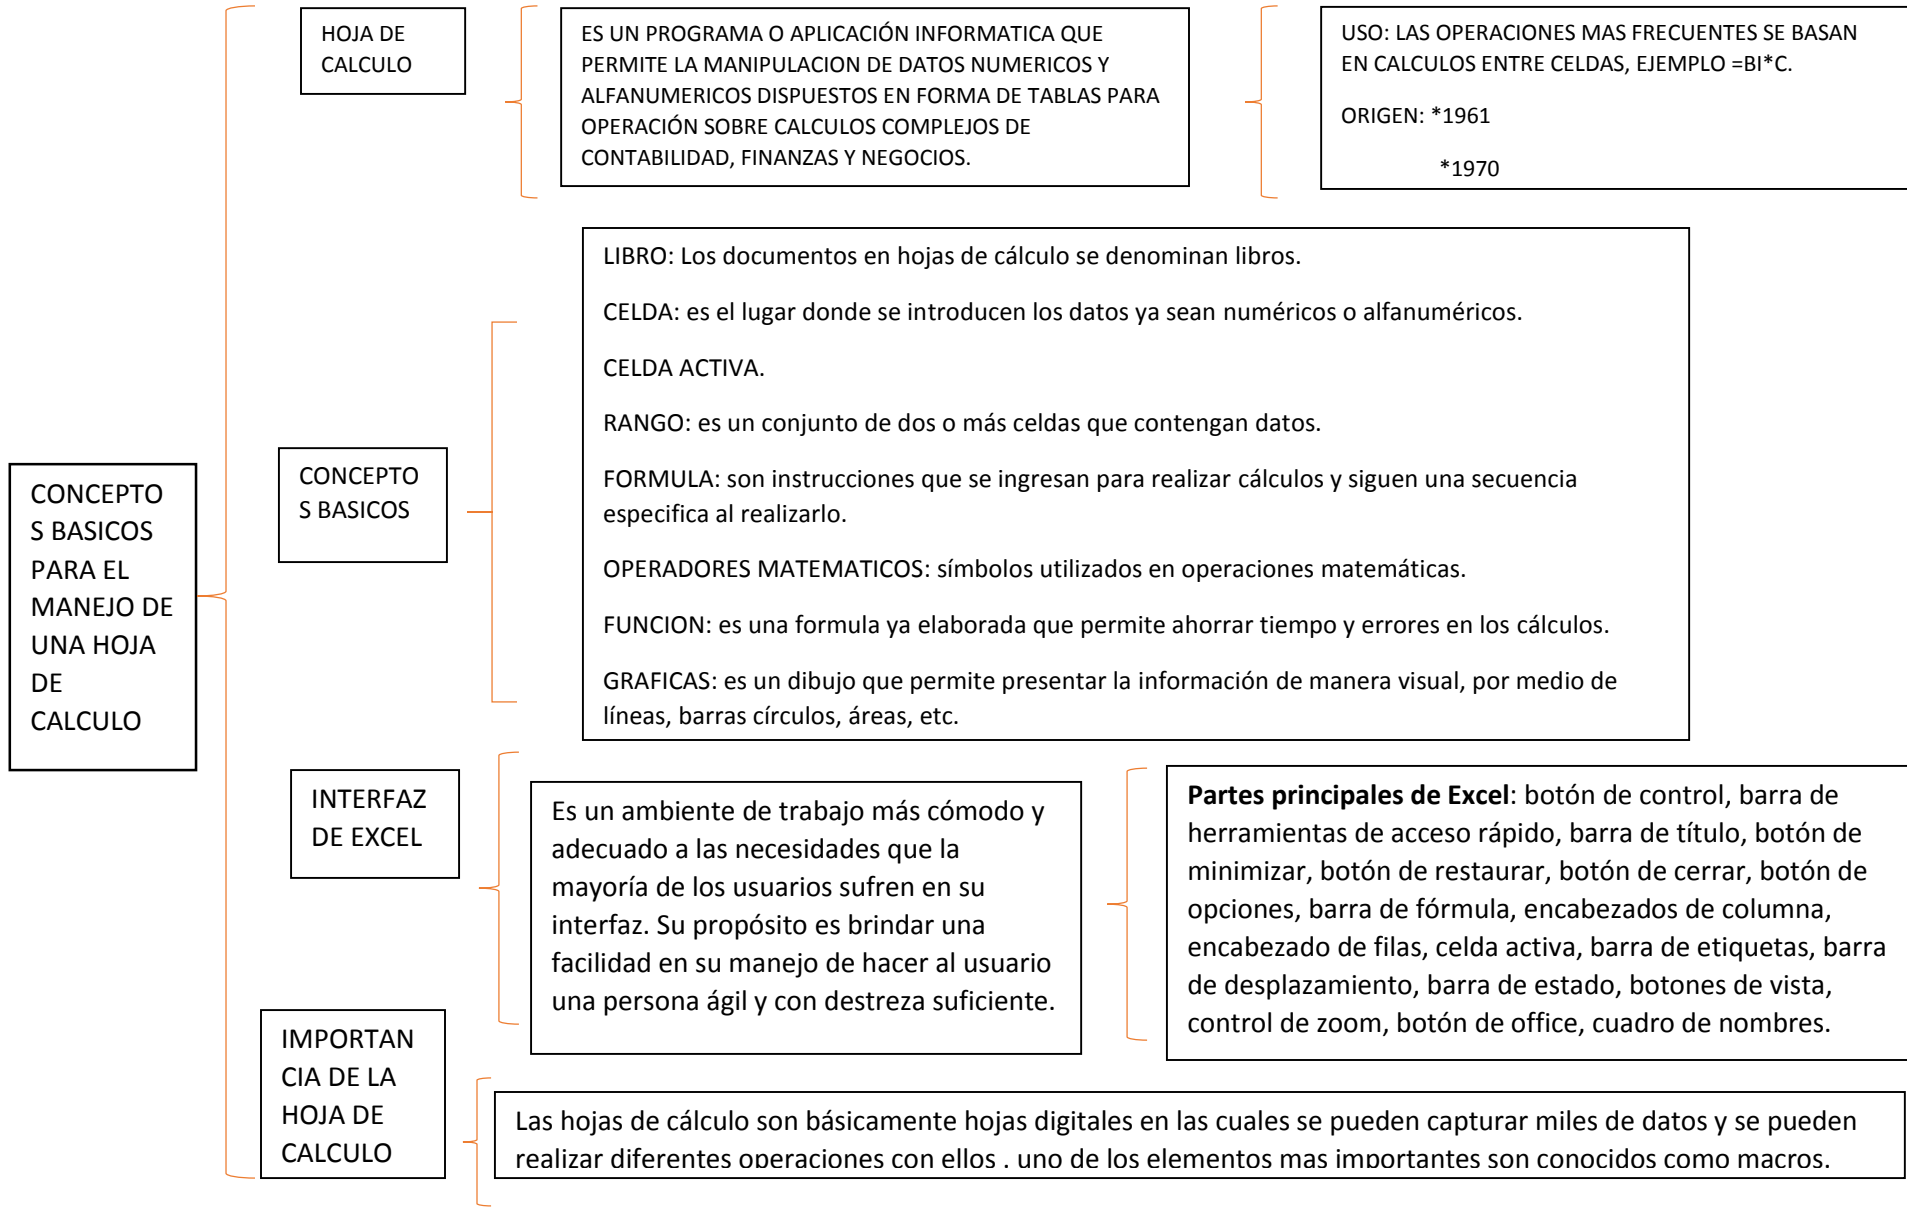 CONCEPTO
S BASICOS
PARA EL
MANEJO DE
UNA HOJA
DE
CALCULO
HOJA DE
CALCULO
ES UN PROGRAMA O APLICACIÓN INFORMATICA QUE
PERMITE LA MANIPULACION DE DATOS NUMERICOS Y
ALFANUMERICOS DISPUESTOS EN FORMA DE TABLAS PARA
OPERACIÓN SOBRE CALCULOS COMPLEJOS DE
CONTABILIDAD, FINANZAS Y NEGOCIOS.
USO: LAS OPERACIONES MAS FRECUENTES SE BASAN
EN CALCULOS ENTRE CELDAS, EJEMPLO =BI*C.
ORIGEN: *1961
*1970
CONCEPTO
S BASICOS
LIBRO: Los documentos en hojas de cálculo se denominan libros.
CELDA: es el lugar donde se introducen los datos ya sean numéricos o alfanuméricos.
CELDA ACTIVA.
RANGO: es un conjunto de dos o más celdas que contengan datos.
FORMULA: son instrucciones que se ingresan para realizar cálculos y siguen una secuencia
especifica al realizarlo.
OPERADORES MATEMATICOS: símbolos utilizados en operaciones matemáticas.
FUNCION: es una formula ya elaborada que permite ahorrar tiempo y errores en los cálculos.
GRAFICAS: es un dibujo que permite presentar la información de manera visual, por medio de
líneas, barras círculos, áreas, etc.
INTERFAZ
DE EXCEL
Es un ambiente de trabajo más cómodo y
adecuado a las necesidades que la
mayoría de los usuarios sufren en su
interfaz. Su propósito es brindar una
facilidad en su manejo de hacer al usuario
una persona ágil y con destreza suficiente.
Partes principales de Excel: botón de control, barra de
herramientas de acceso rápido, barra de título, botón de
minimizar, botón de restaurar, botón de cerrar, botón de
opciones, barra de fórmula, encabezados de columna,
encabezado de filas, celda activa, barra de etiquetas, barra
de desplazamiento, barra de estado, botones de vista,
control de zoom, botón de office, cuadro de nombres.
IMPORTAN
CIA DE LA
HOJA DE
CALCULO
Las hojas de cálculo son básicamente hojas digitales en las cuales se pueden capturar miles de datos y se pueden
realizar diferentes operaciones con ellos . uno de los elementos mas importantes son conocidos como macros.